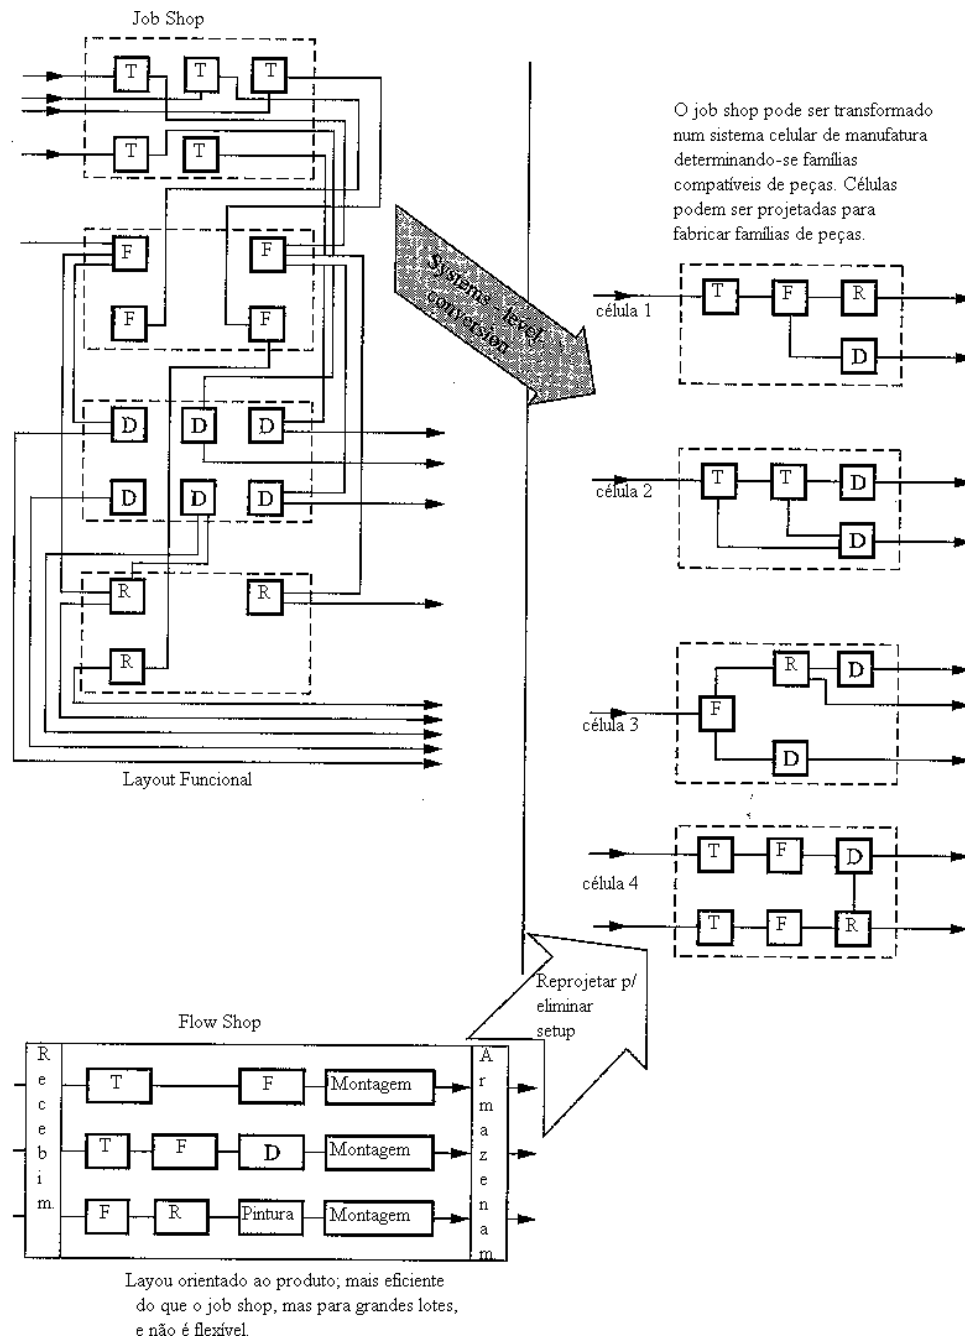 Job Shop
T T T
T T
F F
F F
D D D
D D D
R R
R
Layout Funcional
Systems - level
conversion
O job shop pode ser transformado
num sistema celular de manufatura
determinando-se famílias
compatíveis de peças. Células
podem ser projetadas para
fabricar famílias de peças.
célula 1
T F R
D
célula 2
T T D
D
célula 3
R D
F
D
célula 4
T F D
T F R
Reprojetar p/
eliminar
setup
Flow Shop
Recebim.
T F Montagem
T F D Montagem
F R Pintura Montagem
Armazenam
Layou orientado ao produto; mais eficiente
do que o job shop, mas para grandes lotes,
e não é flexível.